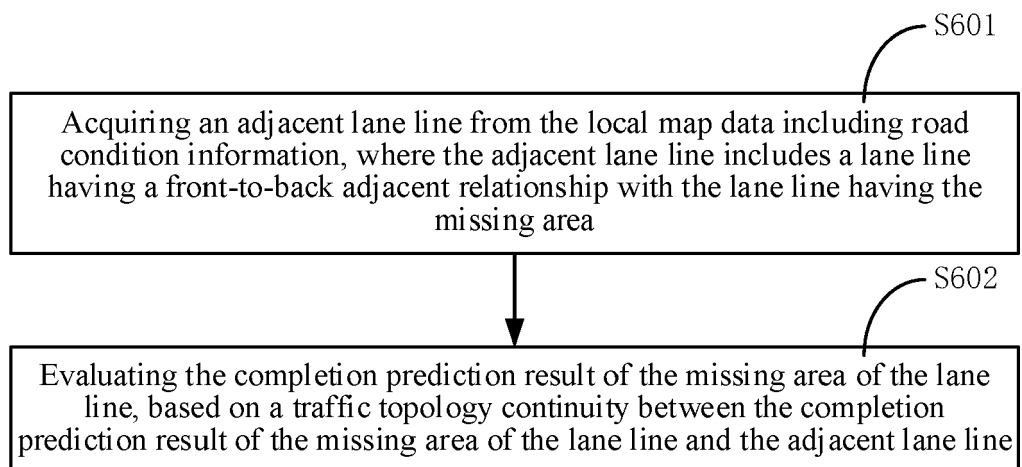 S601
Acquiring an adjacent lane line from the local map data including road
condition information, where the adjacent lane line includes a lane line
having a front-to-back adjacent relationship with the lane line having the
missing area
S602
Evaluating the completion prediction result of the missing area of the lane
line, based on a traffic topology continuity between the completion
prediction result of the missing area of the lane line and the adjacent lane line